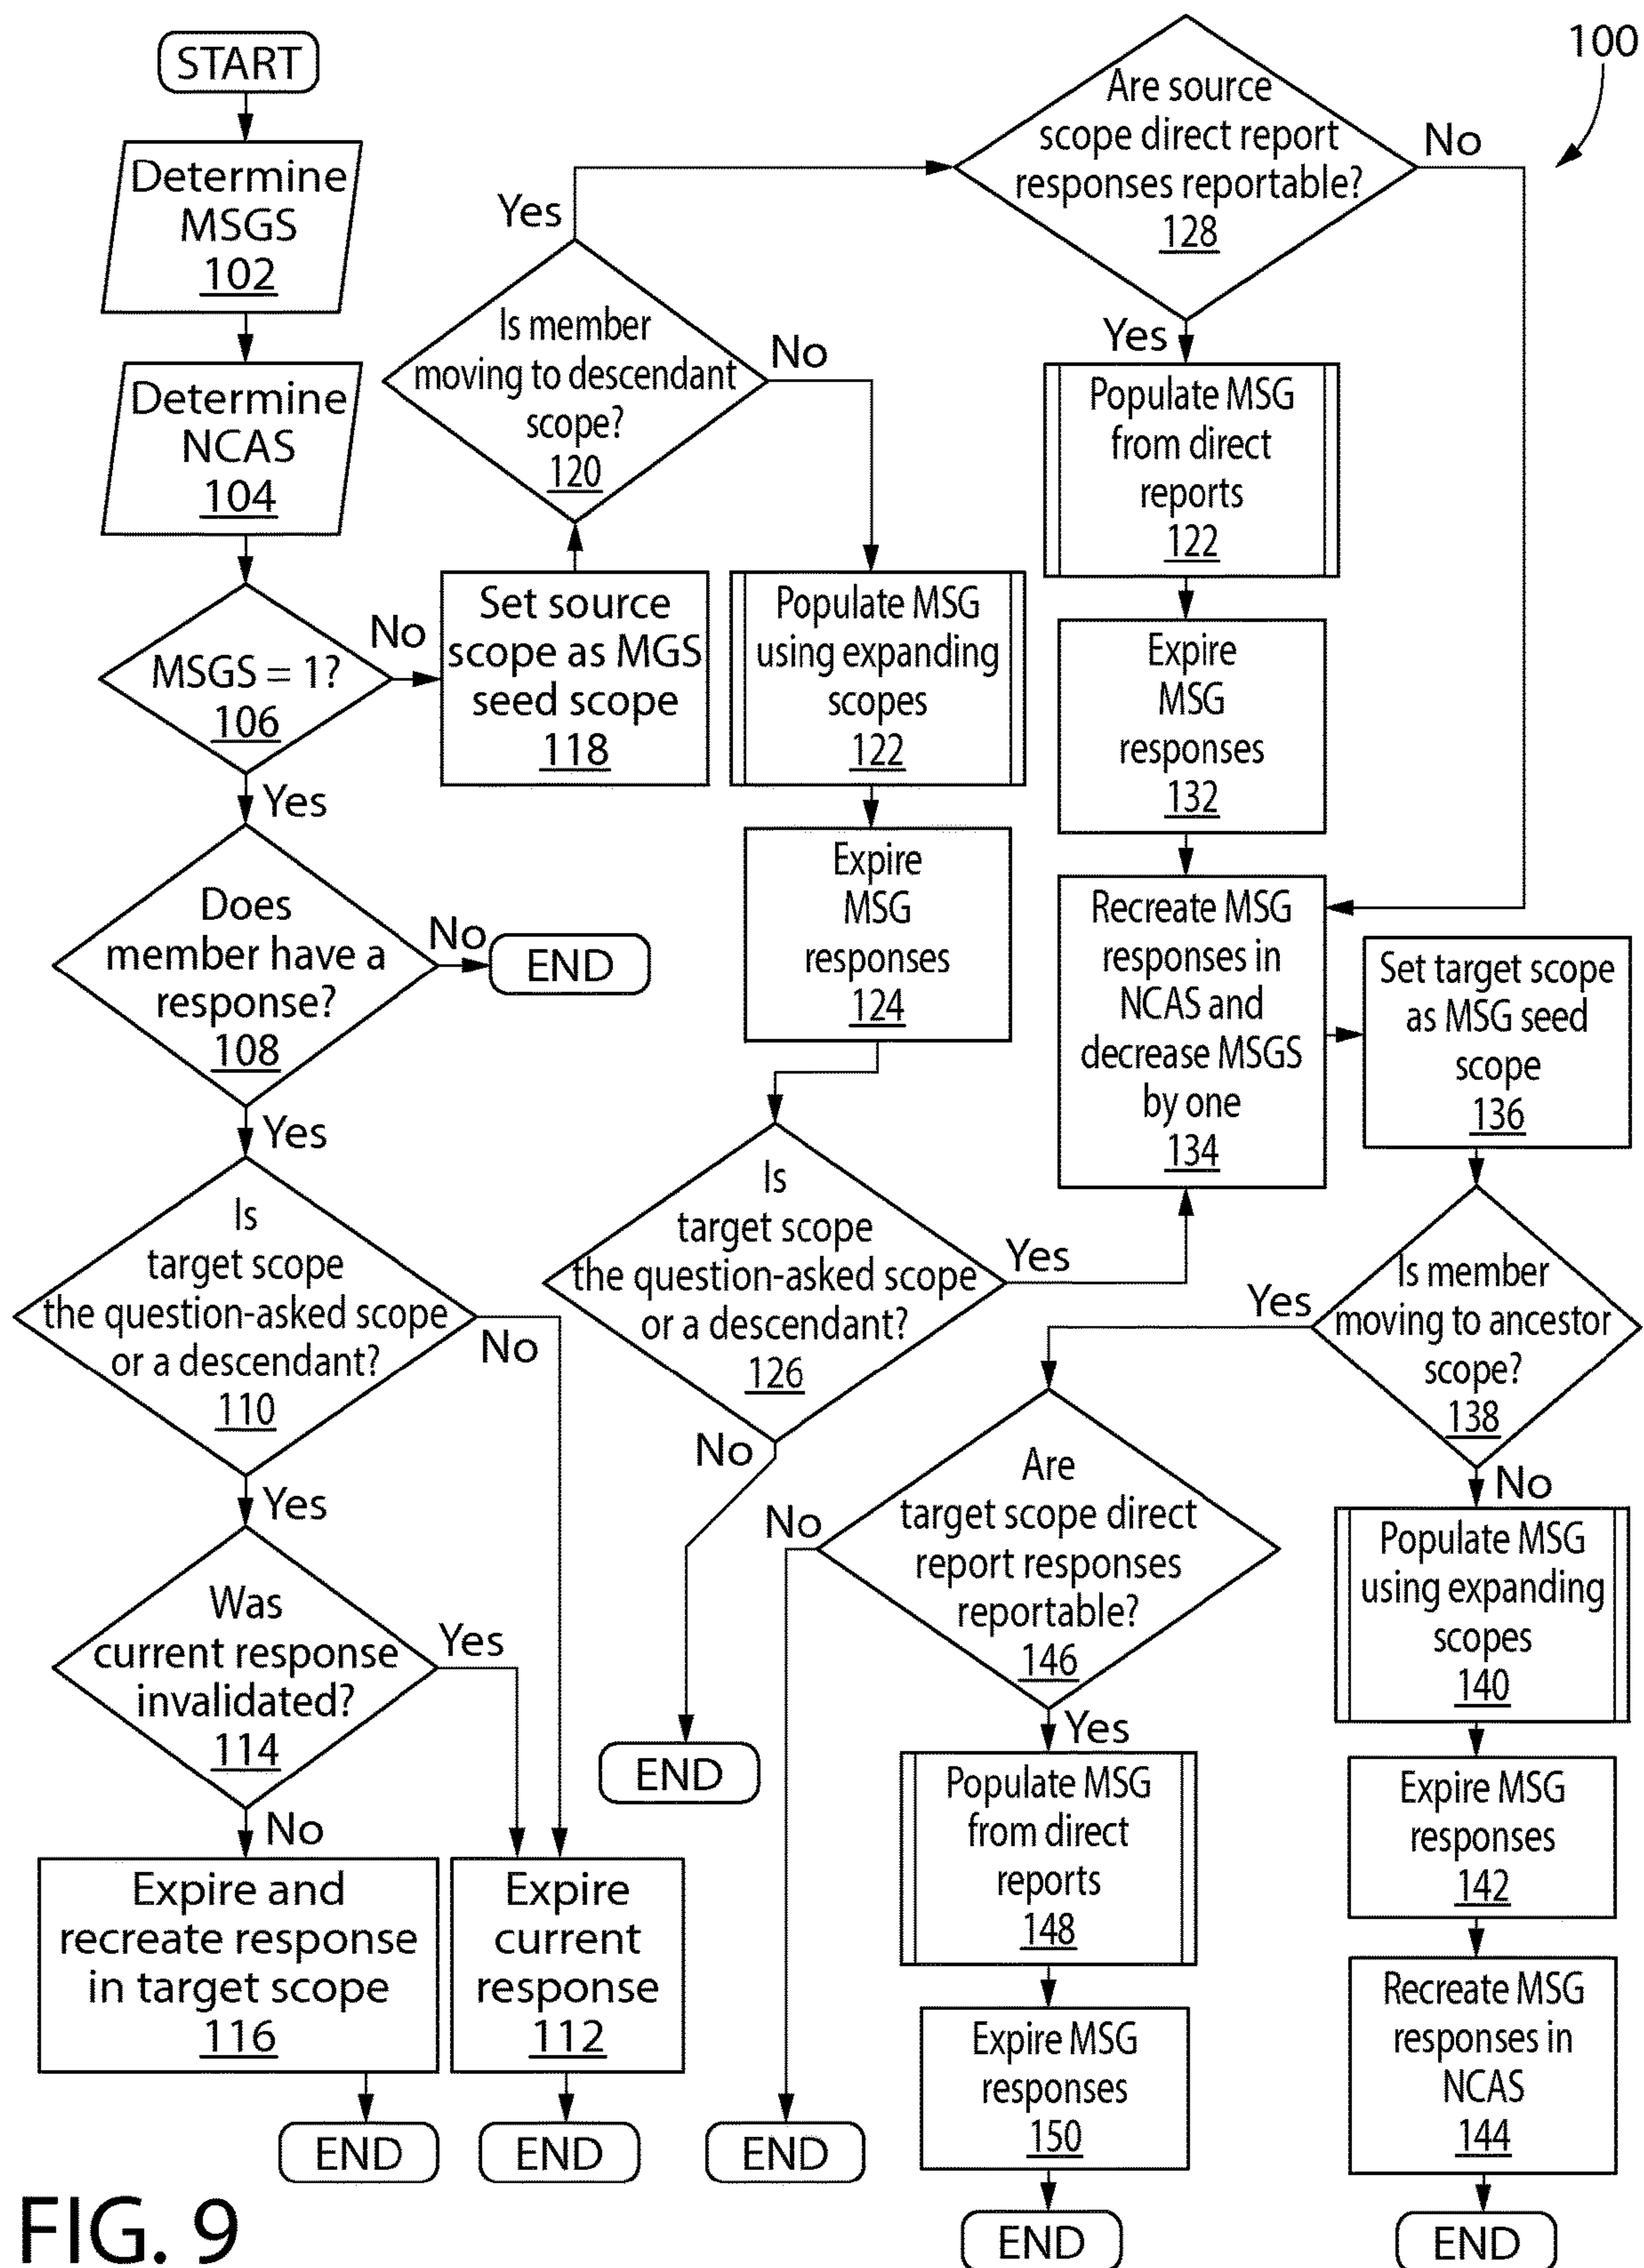 START
Determine
MSGS
102
Determine
NCAS
104
MSGS = 1?
106
No
Yes
Does
member have a
response?
108
No
END
Yes
Is
target scope
the question-asked scope
or a descendant?
110
No
Yes
Was
current response
invalidated?
114
Yes
No
Expire and
recreate response
in target scope
116
END
Expire
current
response
112
END
Set source
scope as MGS
seed scope
118
Is member
moving to descendant
scope?
120
Yes
No
Populate MSG
using expanding
scopes
122
Expire
MSG
responses
124
Is
target scope
the question-asked scope
or a descendant?
126
Yes
No
END
Are source
scope direct report
responses reportable?
128
No
Yes
Populate MSG
from direct
reports
122
Expire
MSG
responses
132
Recreate MSG
responses in
NCAS and
decrease MSGS
by one
134
Set target scope
as MSG seed
scope
136
Is member
moving to ancestor
scope?
138
Yes
No
Are
target scope direct
report responses
reportable?
146
No
END
Yes
Populate MSG
from direct
reports
148
Expire MSG
responses
150
END
Populate MSG
using expanding
scopes
140
Expire MSG
responses
142
Recreate MSG
responses in
NCAS
144
END
100
FIG. 9